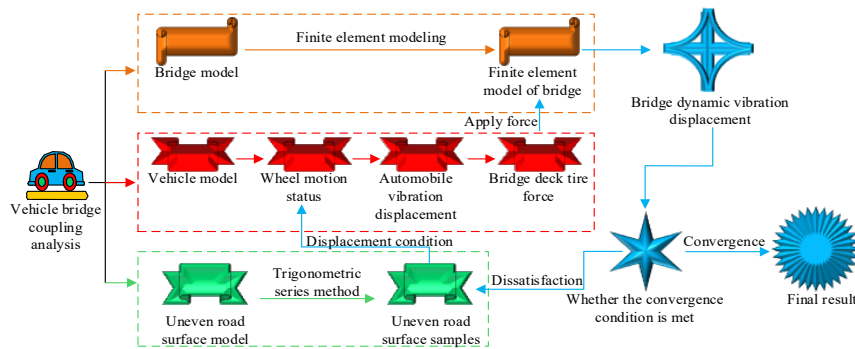 Finite element modeling
Bridge model
Finite element
model of bridge
Bridge dynamic vibration
displacement
Apply force
Vehicle model
Wheel motion
status
Automobile
vibration
displacement
Bridge deck tire
force
Vehicle bridge
coupling
analysis
Displacement condition
Trigonometric
series method
Uneven road
surface model
Uneven road
surface samples
Dissatisfaction
Convergence
Whether the convergence
condition is met
Final result